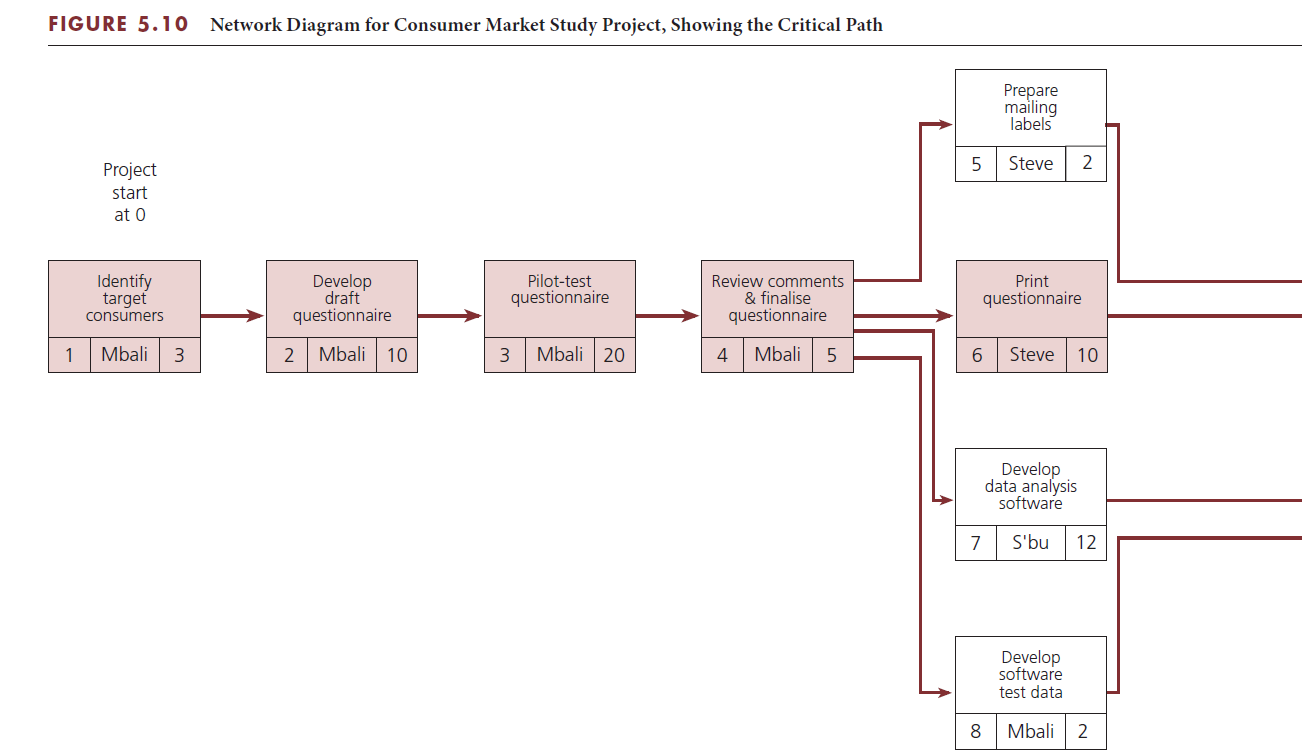 FIGURE 5.10 Network Diagram for Consumer Market Study Project, Showing the Critical Path
Project
start
at 0
Identify
target
consumers
1 Mbali 3
Develop
draft
questionnaire
2 Mbali 10
Pilot-test
questionnaire
3 Mbali 20
Review comments
& finalise
questionnaire
4 Mbali 5
Prepare
mailing
labels
5 Steve 2
Print
questionnaire
6 Steve 10
Develop
data analysis
software
7 S'bu 12
Develop
software
test data
8 Mbali 2